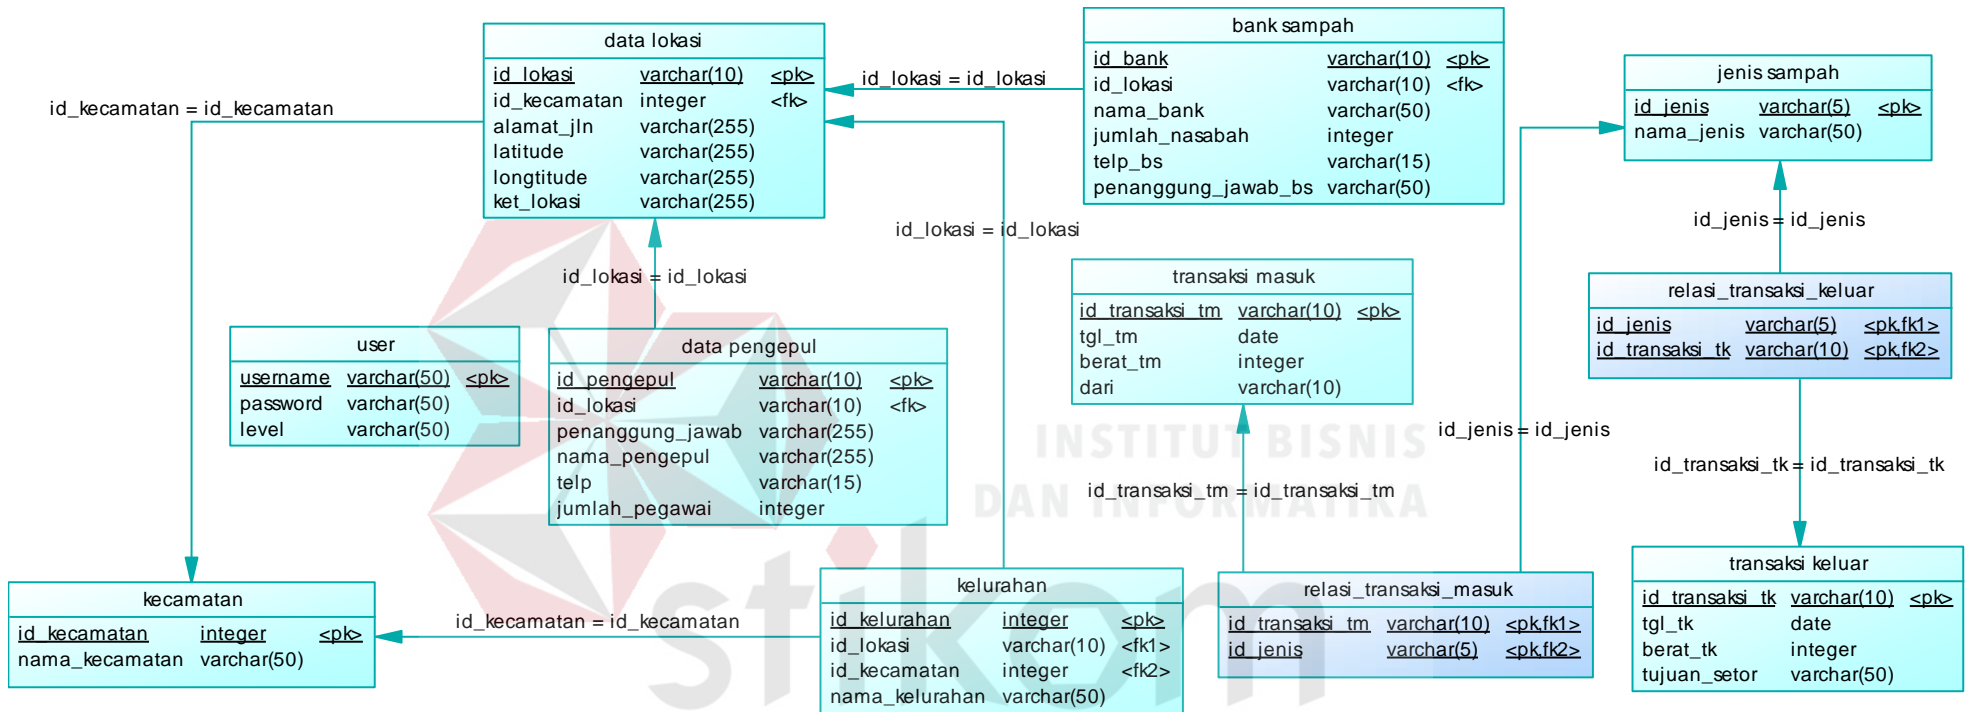 data lokasi
id_lokasi varchar(10) <pk>
id_kecamatan integer <fk>
alamat_jln varchar(255)
latitude varchar(255)
longtitude varchar(255)
ket_lokasi varchar(255)
id_lokasi = id_lokasi
bank sampah
id_bank varchar(10) <pk>
id_lokasi varchar(10) <fk>
nama_bank varchar(50)
jumlah_nasabah integer
telp_bs varchar(15)
penanggung_jawab_bs varchar(50)
jenis sampah
id_jenis varchar(5) <pk>
nama_jenis varchar(50)
id_kecamatan = id_kecamatan
id_lokasi = id_lokasi
id_lokasi = id_lokasi
id_jenis = id_jenis
transaksi masuk
id_transaksi_tm varchar(10) <pk>
tgl_tm date
berat_tm integer
dari varchar(10)
relasi_transaksi_keluar
id_jenis varchar(5) <pk,fk1>
id_transaksi_tk varchar(10) <pk,fk2>
user
username varchar(50) <pk>
password varchar(50)
level varchar(50)
data pengepul
id_pengepul varchar(10) <pk>
id_lokasi varchar(10) <fk>
penanggung_jawab varchar(255)
nama_pengepul varchar(255)
telp varchar(15)
jumlah_pegawai integer
INSTITUT BISNIS
DAN INFORMATIKA
id_jenis = id_jenis
id_transaksi_tk = id_transaksi_tk
id_transaksi_tm = id_transaksi_tm
stikom
kecamatan
id_kecamatan integer <pk>
nama_kecamatan varchar(50)
id_kecamatan = id_kecamatan
kelurahan
id_kelurahan integer <pk>
id_lokasi varchar(10) <fk1>
id_kecamatan integer <fk2>
nama_kelurahan varchar(50)
relasi_transaksi_masuk
id_transaksi_tm varchar(10) <pk,fk1>
id_jenis varchar(5) <pk,fk2>
transaksi keluar
id_transaksi_tk varchar(10) <pk>
tgl_tk date
berat_tk integer
tujuan_setor varchar(50)